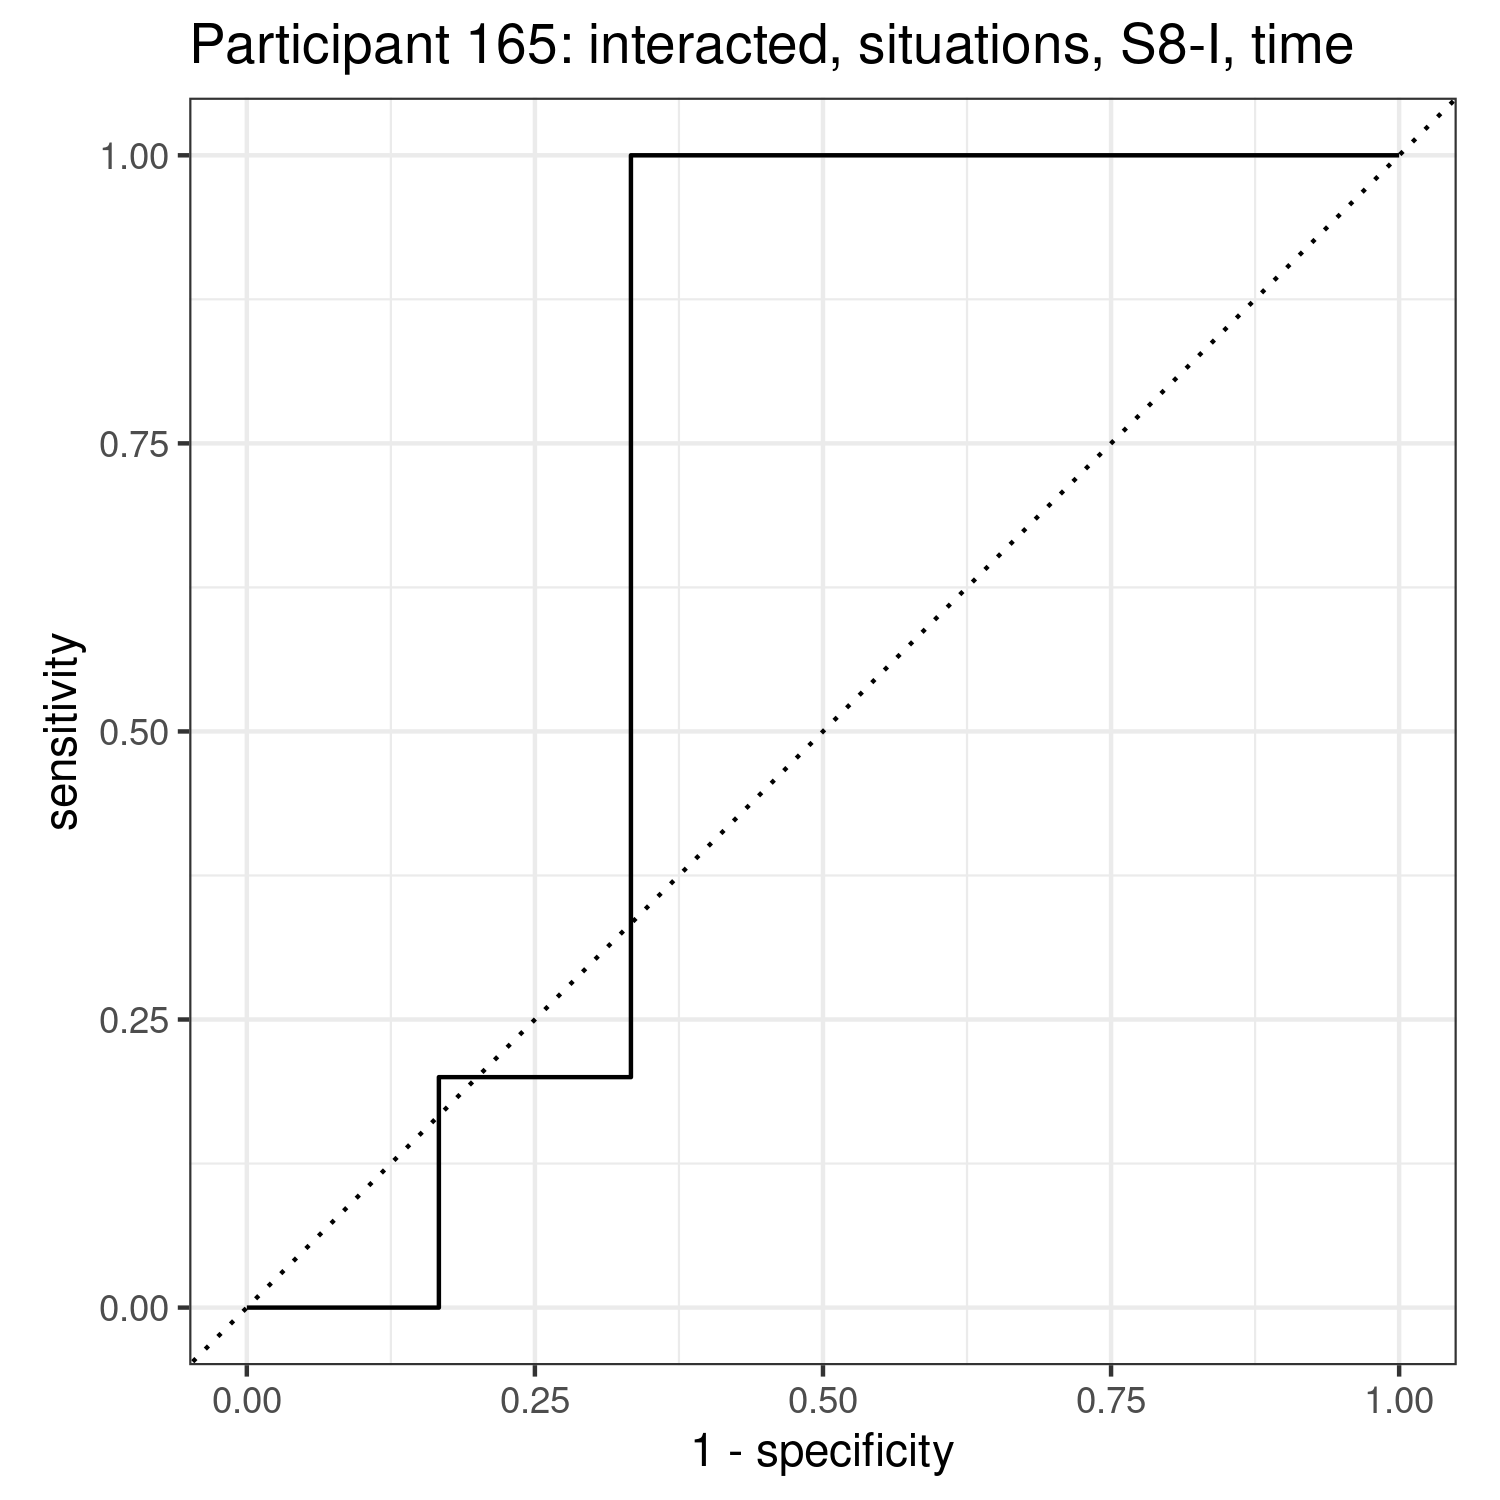 Participant 165: interacted, situations, S8-I, time
1.00
0.75
0.50
0.25
0.00
sensitivity
0.00 0.25 0.50 0.75 1.00
1 - specificity